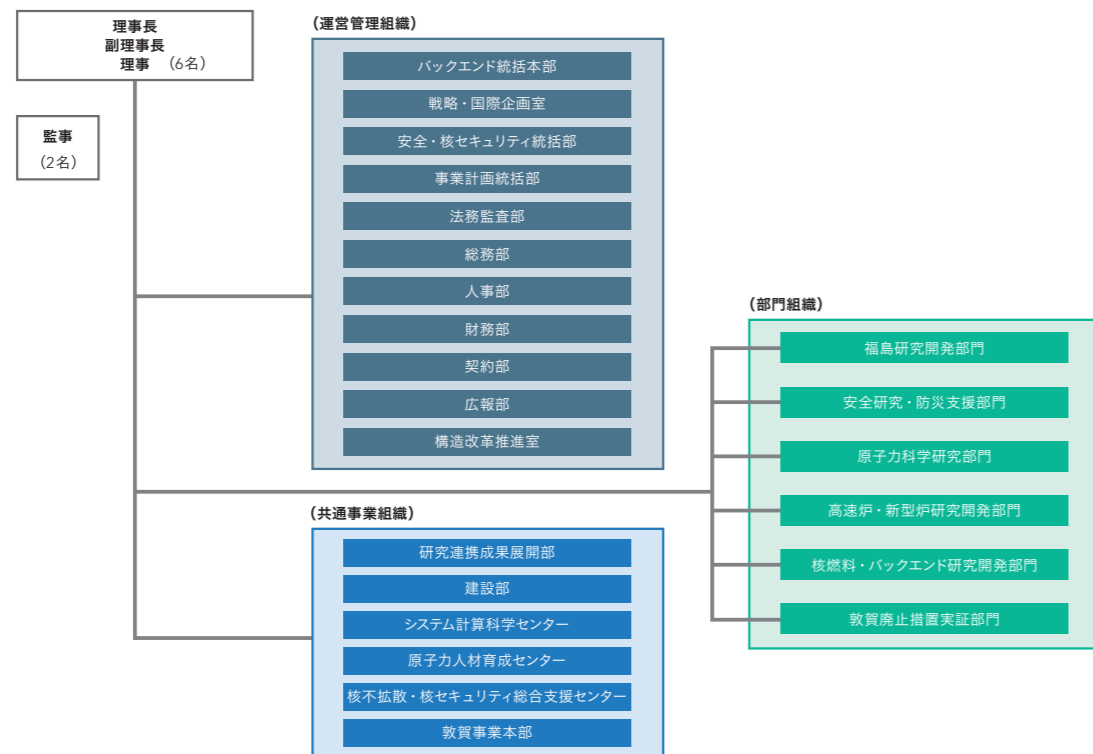 理事長
副理事長
理事 （6名）
監事
（2名）
（運営管理組織）
バックエンド統括本部
戦略・国際企画室
安全・核セキュリティ統括部
事業計画統括部
法務監査部
総務部
人事部
財務部
契約部
広報部
構造改革推進室
（共通事業組織）
研究連携成果展開部
建設部
システム計算科学センター
原子力人材育成センター
核不拡散・核セキュリティ総合支援センター
敦賀事業本部
（部門組織）
福島研究開発部門
安全研究・防災支援部門
原子力科学研究部門
高速炉・新型炉研究開発部門
核燃料・バックエンド研究開発部門
敦賀廃止措置実証部門